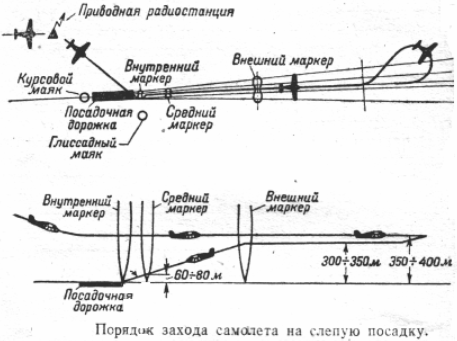 Приводная радиостанция
Внутренний
маркер
Внешний
маркер
Курсовой
маяк
Посадочная
дорожка
Средний
маркер
Глиссадный
маяк
Внутренний
маркер
Средний
маркер
Внешний
маркер
60÷80м
300÷350м
350÷400м
Посадочная
дорожка
Порядок захода самолета на слепую посадку.